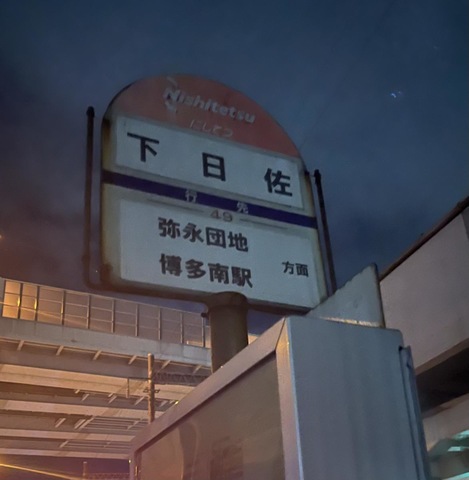 Nishitetsu
にしてつ
下日佐
行先
49
弥永団地
博多南駅
方面